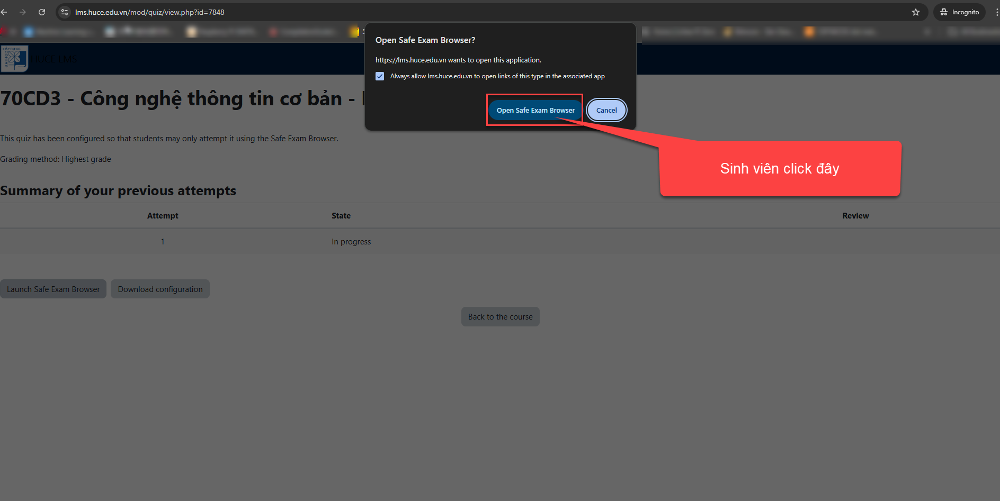 lms.huce.edu.vn/mod/quiz/view.php?id=7848
Incognito
Open Safe Exam Browser?
https://lms.huce.edu.vn wants to open this application.
Always allow lms.huce.edu.vn to open links of this type in the associated app
Open Safe Exam Browser
Cancel
XÂY DỰNG
ĐẠI HỌC
HUCE LMS
70CD3 - Công nghệ thông tin cơ bản -
Sinh viên click đây
This quiz has been configured so that students may only attempt it using the Safe Exam Browser.
Grading method: Highest grade
Summary of your previous attempts
Attempt State Review
1 In progress
Launch Safe Exam Browser Download configuration
Back to the course